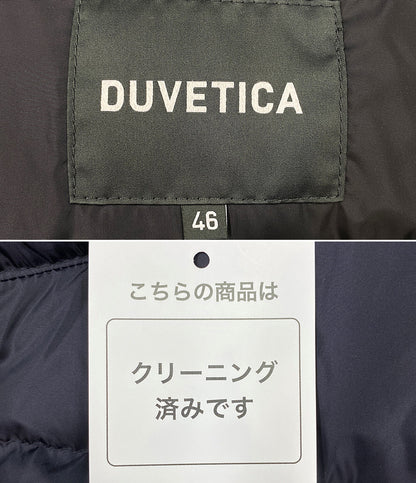 DUVETICA
46
こちらの商品は
クリーニング
済みです